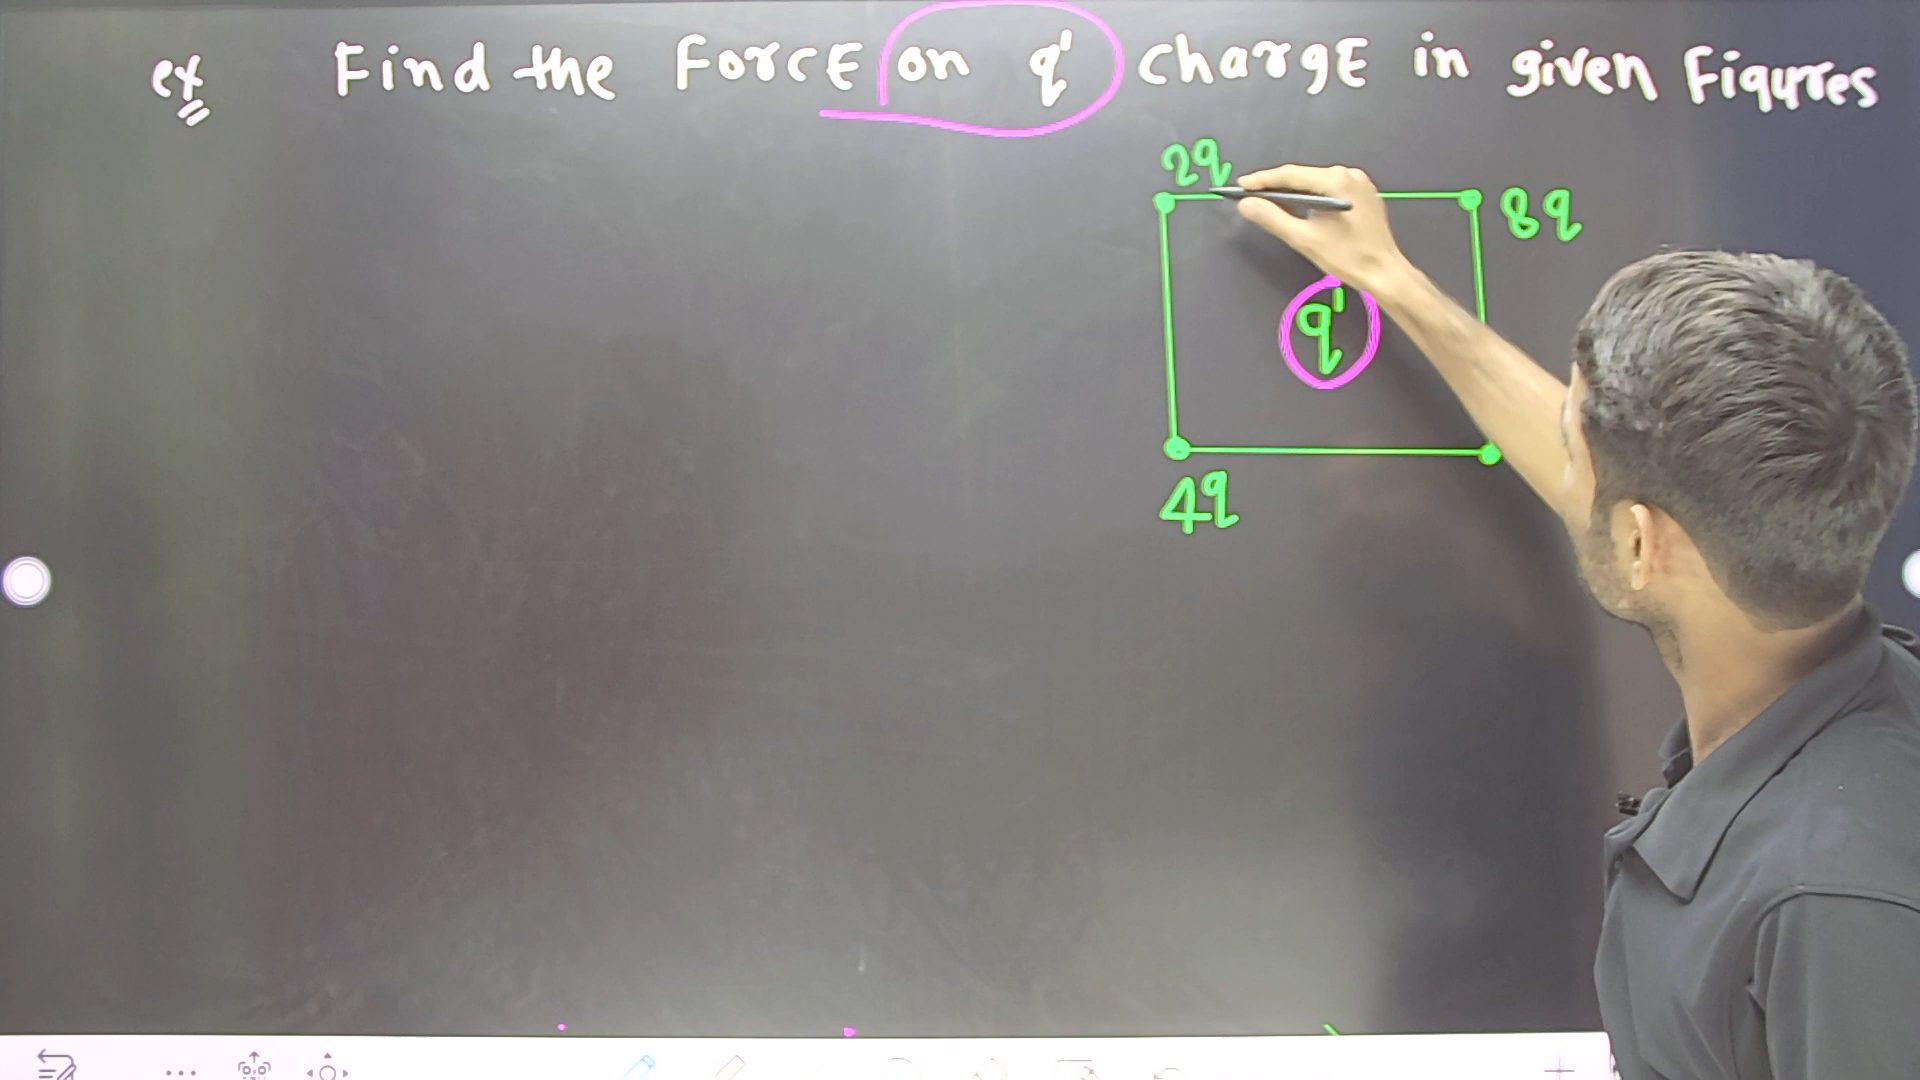 ex Find the Force on q' charge in given Figures
2q
8q
q'
4q